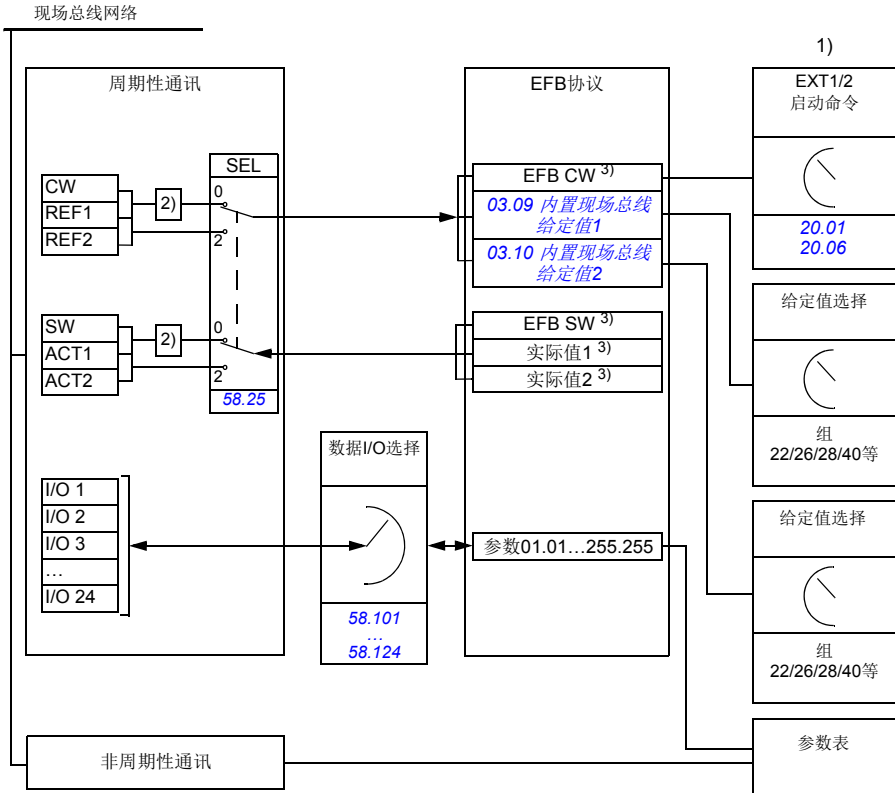 现场总线网络
周期性通讯
CW
REF1
REF2
2)
SEL
0
2
SW
ACT1
ACT2
2)
0
2
58.25
I/O 1
I/O 2
I/O 3
…
I/O 24
数据I/O选择
58.101
…
58.124
EFB协议
EFB CW 3)
03.09 内置现场总线
给定值1
03.10 内置现场总线
给定值2
EFB SW 3)
实际值1 3)
实际值2 3)
参数01.01…255.255
1)
EXT1/2
启动命令
20.01
20.06
给定值选择
组
22/26/28/40等
给定值选择
组
22/26/28/40等
参数表
非周期性通讯